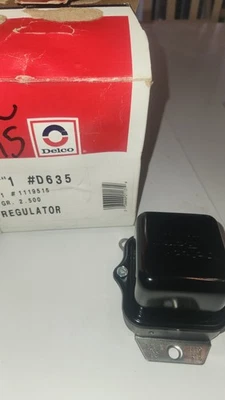 Delco
"1 #D635
1 #1119515
GR. 2.500
REGULATOR